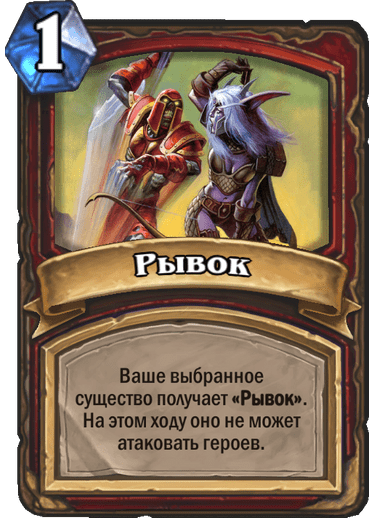 1
Рывок
Ваше выбранное
существо получает «Рывок».
На этом ходу оно не может
атаковать героев.